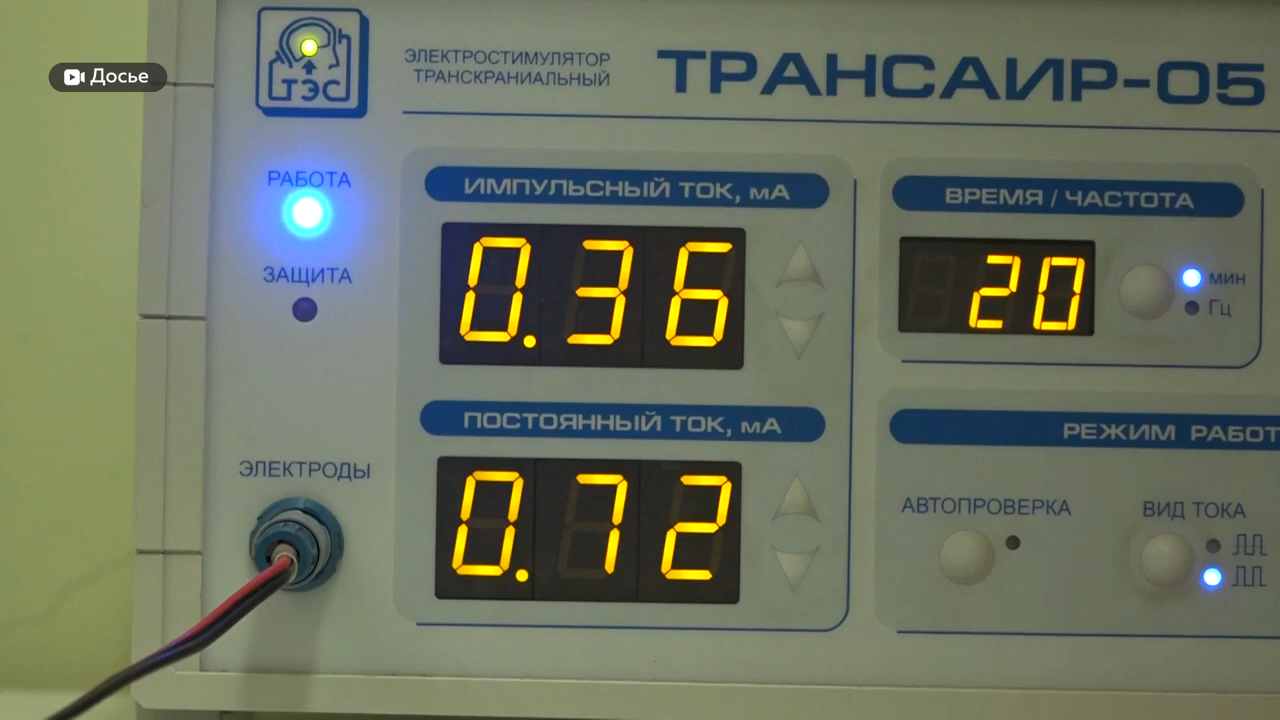 Досье
ТЭС
ЭЛЕКТРОСТИМУЛЯТОР
ТРАНСКРАНИАЛЬНЫЙ
ТРАНСАИР-05
РАБОТА
ЗАЩИТА
ЭЛЕКТРОДЫ
ИМПУЛЬСНЫЙ ТОК, мА
0.36
ПОСТОЯННЫЙ ТОК, мА
0.72
ВРЕМЯ / ЧАСТОТА
20
мин
Гц
РЕЖИМ РАБОТ
АВТОПРОВЕРКА
ВИД ТОКА